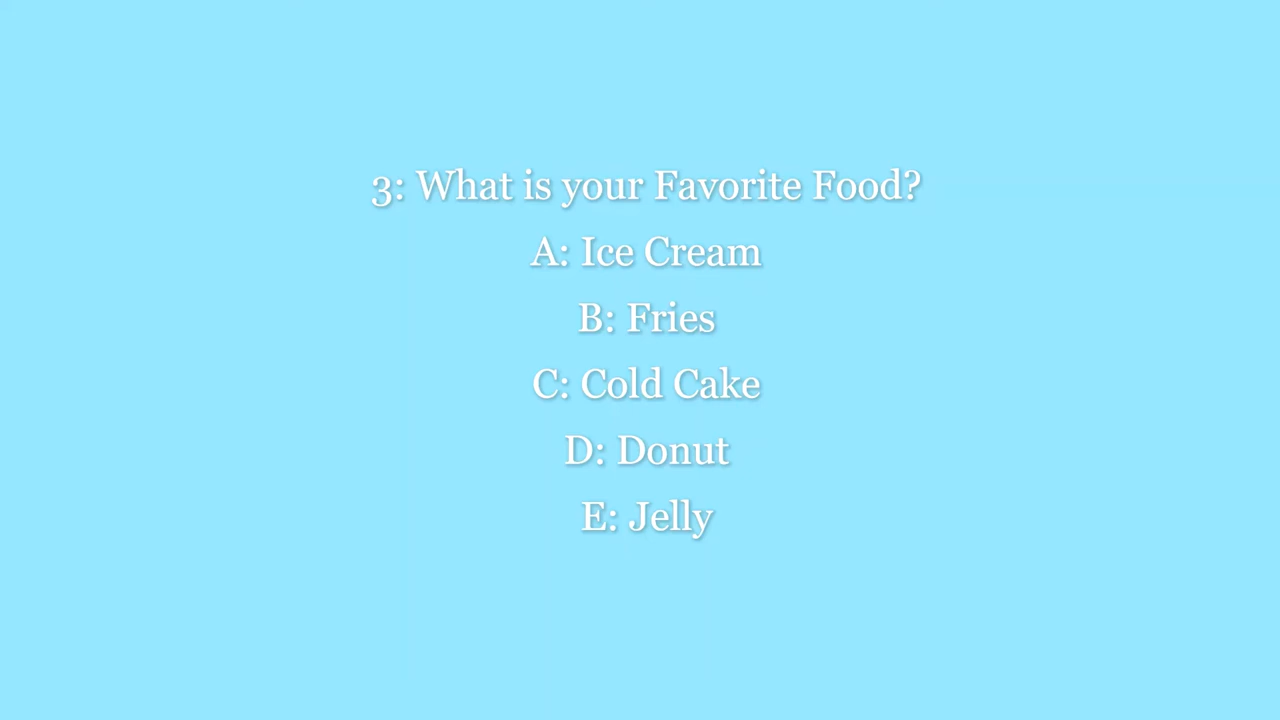 3: What is your Favorite Food?
A: Ice Cream
B: Fries
C: Cold Cake
D: Donut
E: Jelly